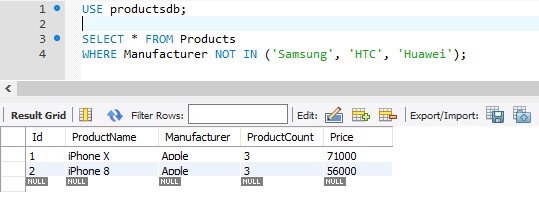 1 USE productsdb;
2
3 SELECT * FROM Products
4 WHERE Manufacturer NOT IN ('Samsung', 'HTC', 'Huawei');
Result Grid Filter Rows: Edit: Export/Import:
Id ProductName Manufacturer ProductCount Price
1 iPhone X Apple 3 71000
2 iPhone 8 Apple 3 56000
NULL NULL NULL NULL NULL